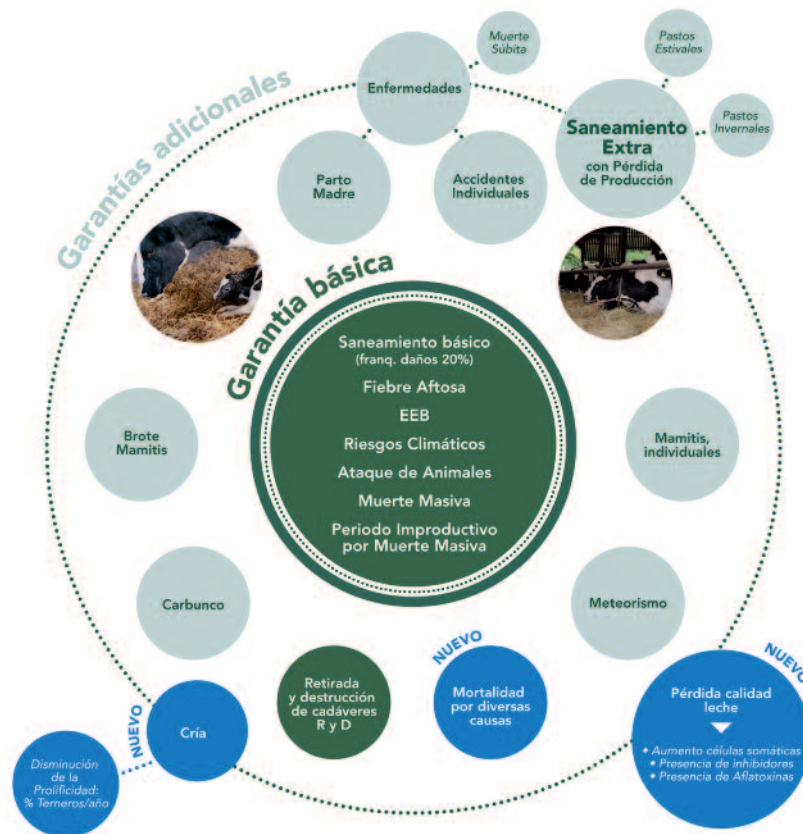 Muerte
Súbita
Pastos
Estivales
Enfermedades
Pastos
Invernales
Garantías adicionales
Saneamiento
Extra
con Pérdida
de Producción
Parto
Madre
Accidentes
Individuales
Garantía básica
Saneamiento básico
(franq. daños 20%)
Fiebre Aftosa
EEB
Riesgos Climáticos
Ataque de Animales
Muerte Masiva
Periodo Improductivo
por Muerte Masiva
Brote
Mamitis
Mamitis,
individuales
Carbunco
Meteorismo
NUEVO
Cría
Disminución
de la
Prolificidad:
% Terneros/año
Retirada
y destrucción
de cadáveres
R y D
NUEVO
Mortalidad
por diversas
causas
NUEVO
Pérdida calidad
leche
• Aumento células somáticas
• Presencia de inhibidores
• Presencia de Aflatoxinas